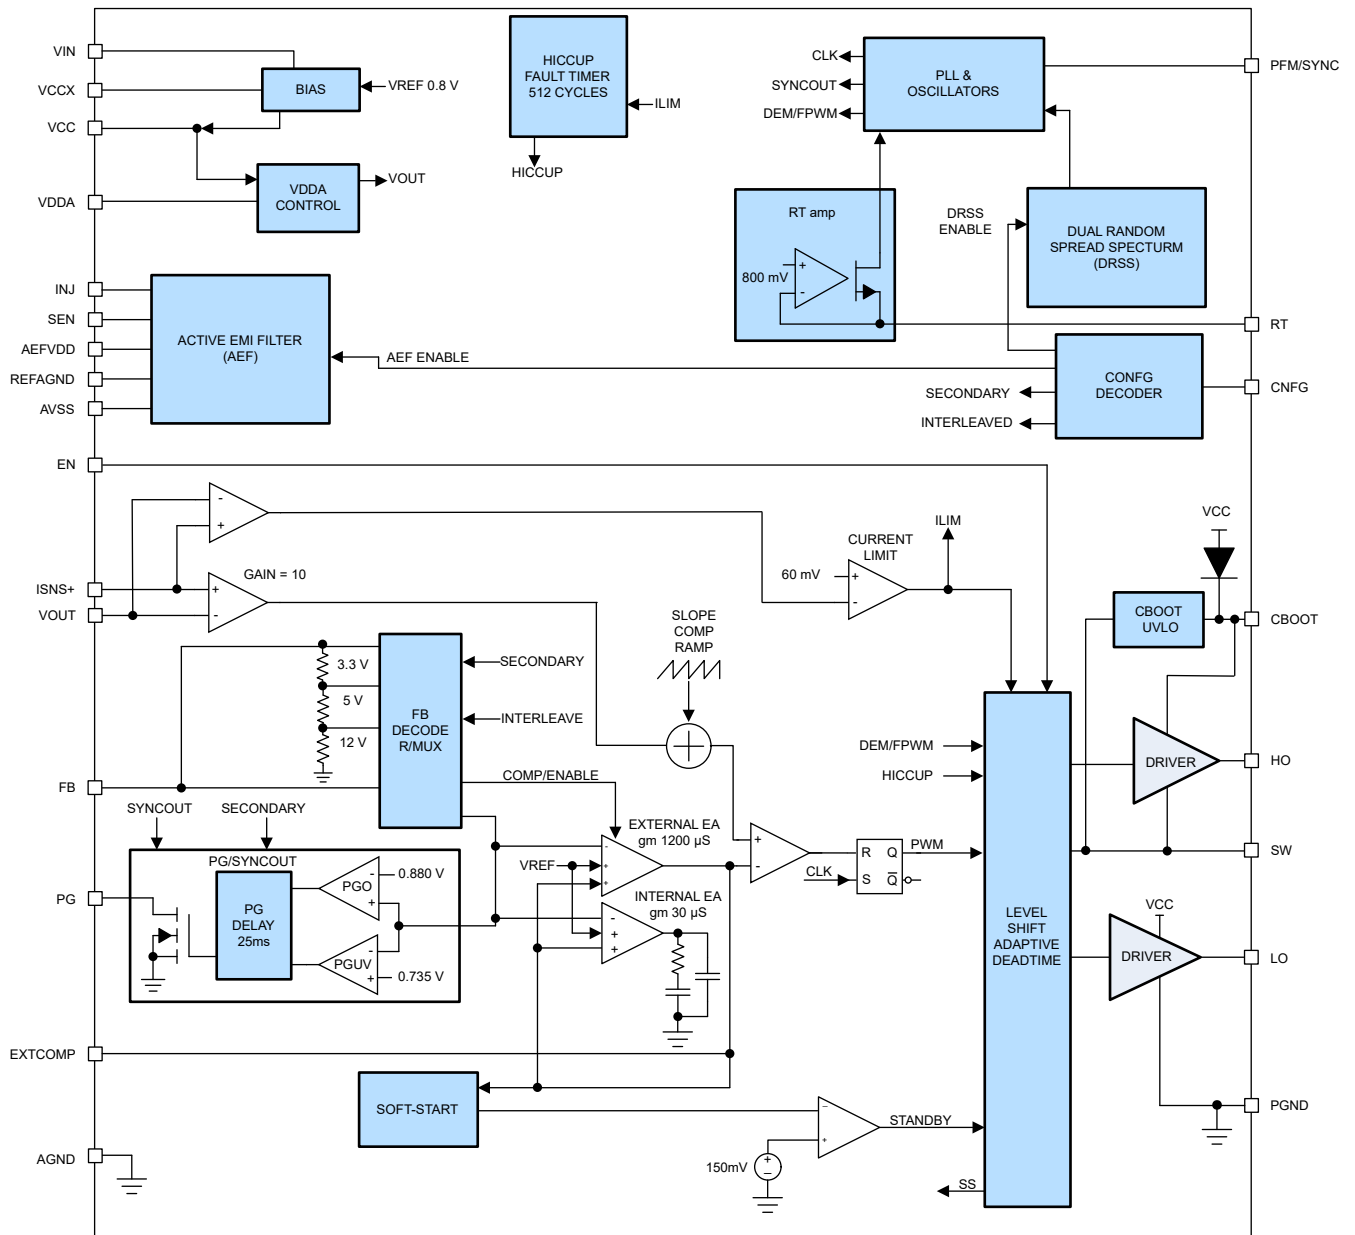 VIN
VCCX
VCC
VDDA
BIAS
VREF 0.8 V
VDDA
CONTROL
VOUT
HICCUP
FAULT TIMER
512 CYCLES
ILIM
HICCUP
CLK
SYNCOUT
DEM/FPWM
PLL &
OSCILLATORS
PFM/SYNC
RT amp
800 mV
+
-
DRSS
ENABLE
DUAL RANDOM
SPREAD SPECTURM
(DRSS)
RT
INJ
SEN
AEFVDD
REFAGND
AVSS
ACTIVE EMI FILTER
(AEF)
AEF ENABLE
SECONDARY
INTERLEAVED
CONFG
DECODER
CNFG
EN
-
+
ISNS+
VOUT
+
-
GAIN = 10
60 mV
CURRENT
LIMIT
+
-
ILIM
VCC
CBOOT
UVLO
CBOOT
SLOPE
COMP
RAMP
3.3 V
5 V
12 V
FB
DECODE
R/MUX
SECONDARY
INTERLEAVE
COMP/ENABLE
FB
SYNCOUT
SECONDARY
PG/SYNCOUT
PG
PG
DELAY
25ms
PGO
-
+
0.880 V
PGUV
-
+
0.735 V
EXTERNAL EA
gm 1200 µS
VREF
-
+
+
INTERNAL EA
gm 30 µS
-
+
+
+
-
CLK
R
Q
S
Q
PWM
DEM/FPWM
HICCUP
LEVEL
SHIFT
ADAPTIVE
DEADTIME
DRIVER
HO
SW
VCC
DRIVER
LO
PGND
EXTCOMP
SOFT-START
−
+
150mV
+
−
STANDBY
SS
AGND